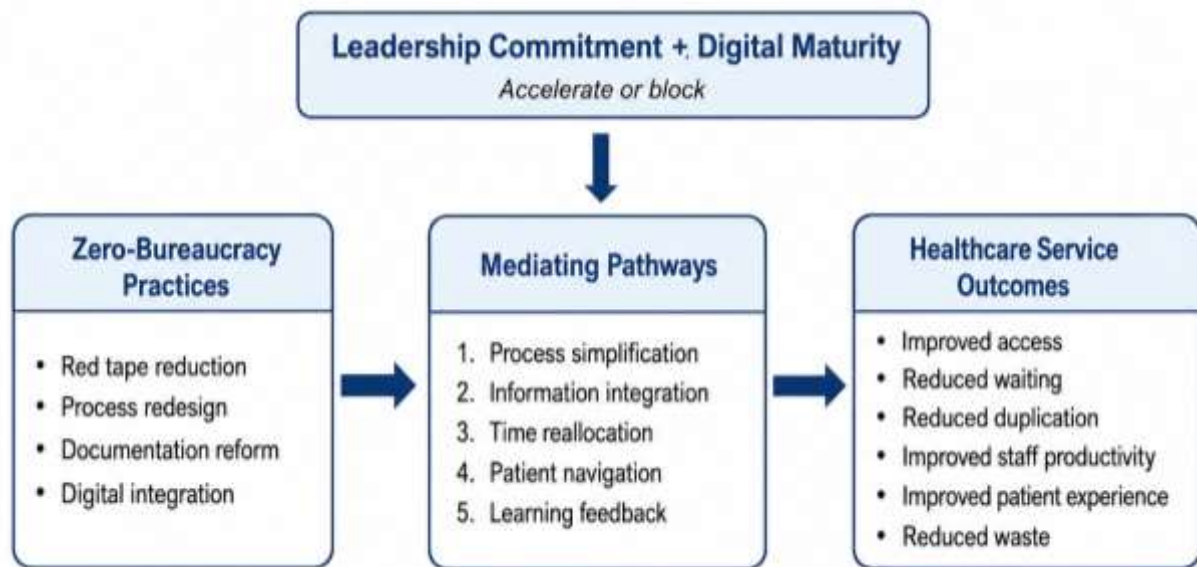 Leadership Commitment + Digital Maturity
Accelerate or block
Zero-Bureaucracy
Practices
• Red tape reduction
• Process redesign
• Documentation reform
• Digital integration
Mediating Pathways
1. Process simplification
2. Information integration
3. Time reallocation
4. Patient navigation
5. Learning feedback
Healthcare Service
Outcomes
• Improved access
• Reduced waiting
• Reduced duplication
• Improved staff productivity
• Improved patient experience
• Reduced waste